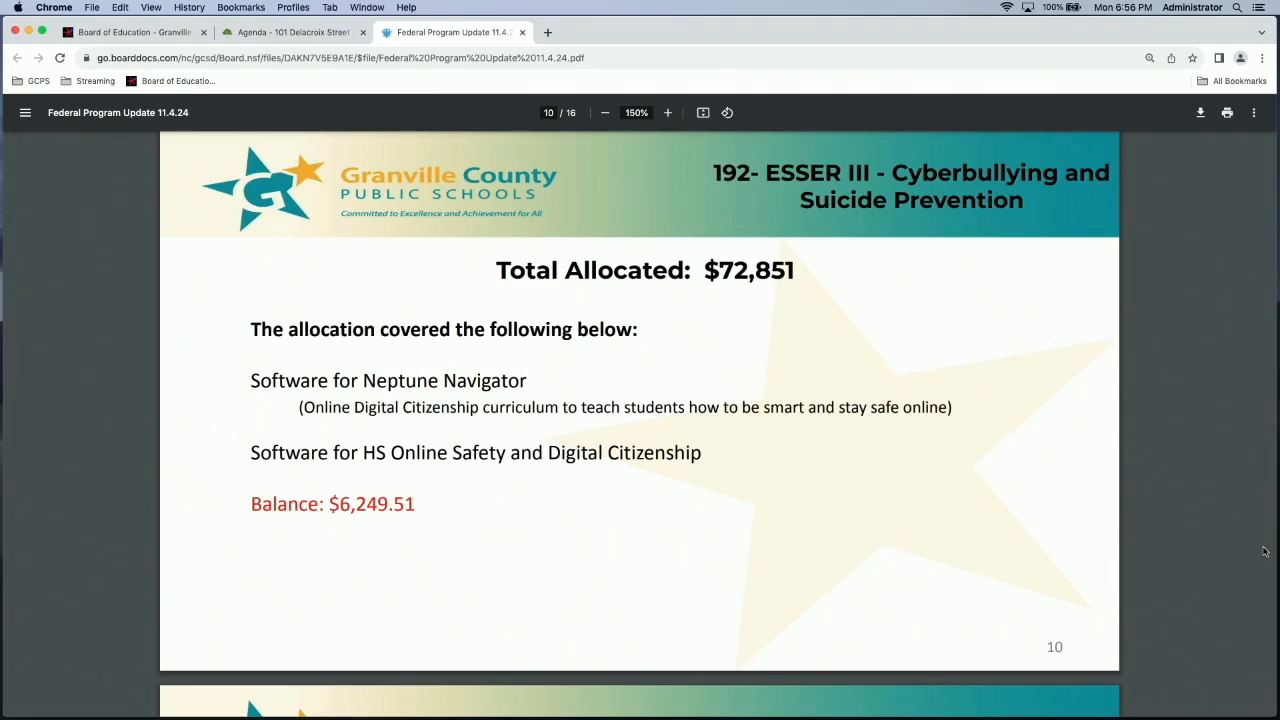 Chrome File Edit View History Bookmarks Profiles Tab Window Help 100% Mon 6:56 PM Administrator
Board of Education - Granville Agenda - 101 Delacroix Street Federal Program Update 11.4.2
go.boarddocs.com/nc/gcsd/Board.nsf/files/DAKN7V5E9A1E/$file/Federal%20Program%20Update%2011.4.24.pdf
GCPS Streaming Board of Educatio... All Bookmarks
Federal Program Update 11.4.24 10 / 16 150%
Granville County
PUBLIC SCHOOLS
Committed to Excellence and Achievement for All
192- ESSER III - Cyberbullying and
Suicide Prevention
Total Allocated: $72,851
The allocation covered the following below:
Software for Neptune Navigator
(Online Digital Citizenship curriculum to teach students how to be smart and stay safe online)
Software for HS Online Safety and Digital Citizenship
Balance: $6,249.51
10